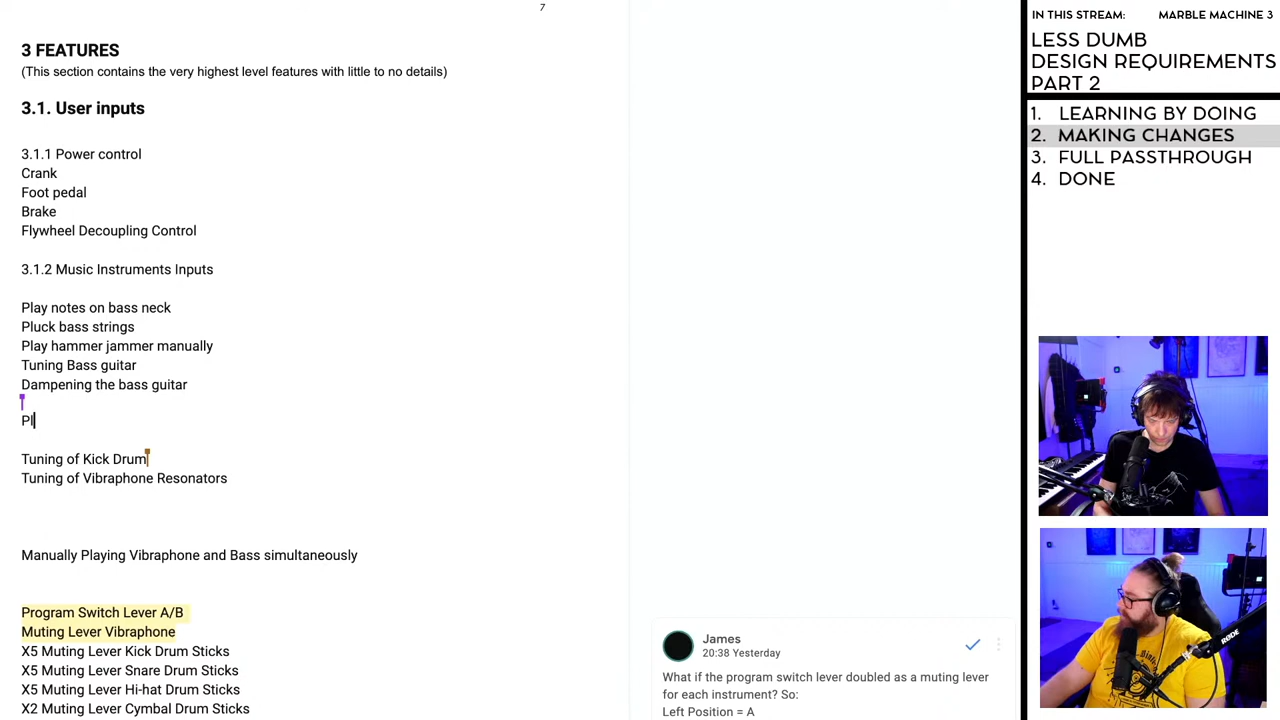 7
3 FEATURES
(This section contains the very highest level features with little to no details)
3.1. User inputs
3.1.1 Power control
Crank
Foot pedal
Brake
Flywheel Decoupling Control
3.1.2 Music Instruments Inputs
Play notes on bass neck
Pluck bass strings
Play hammer jammer manually
Tuning Bass guitar
Dampening the bass guitar
Pl
Tuning of Kick Drum
Tuning of Vibraphone Resonators
Manually Playing Vibraphone and Bass simultaneously
Program Switch Lever A/B
Muting Lever Vibraphone
X5 Muting Lever Kick Drum Sticks
X5 Muting Lever Snare Drum Sticks
X5 Muting Lever Hi-hat Drum Sticks
X2 Muting Lever Cymbal Drum Sticks
James
20:38 Yesterday
What if the program switch lever doubled as a muting lever
for each instrument? So:
Left Position = A
IN THIS STREAM: MARBLE MACHINE 3
LESS DUMB
DESIGN REQUIREMENTS
PART 2
1. LEARNING BY DOING
2. MAKING CHANGES
3. FULL PASSTHROUGH
4. DONE
RØDE